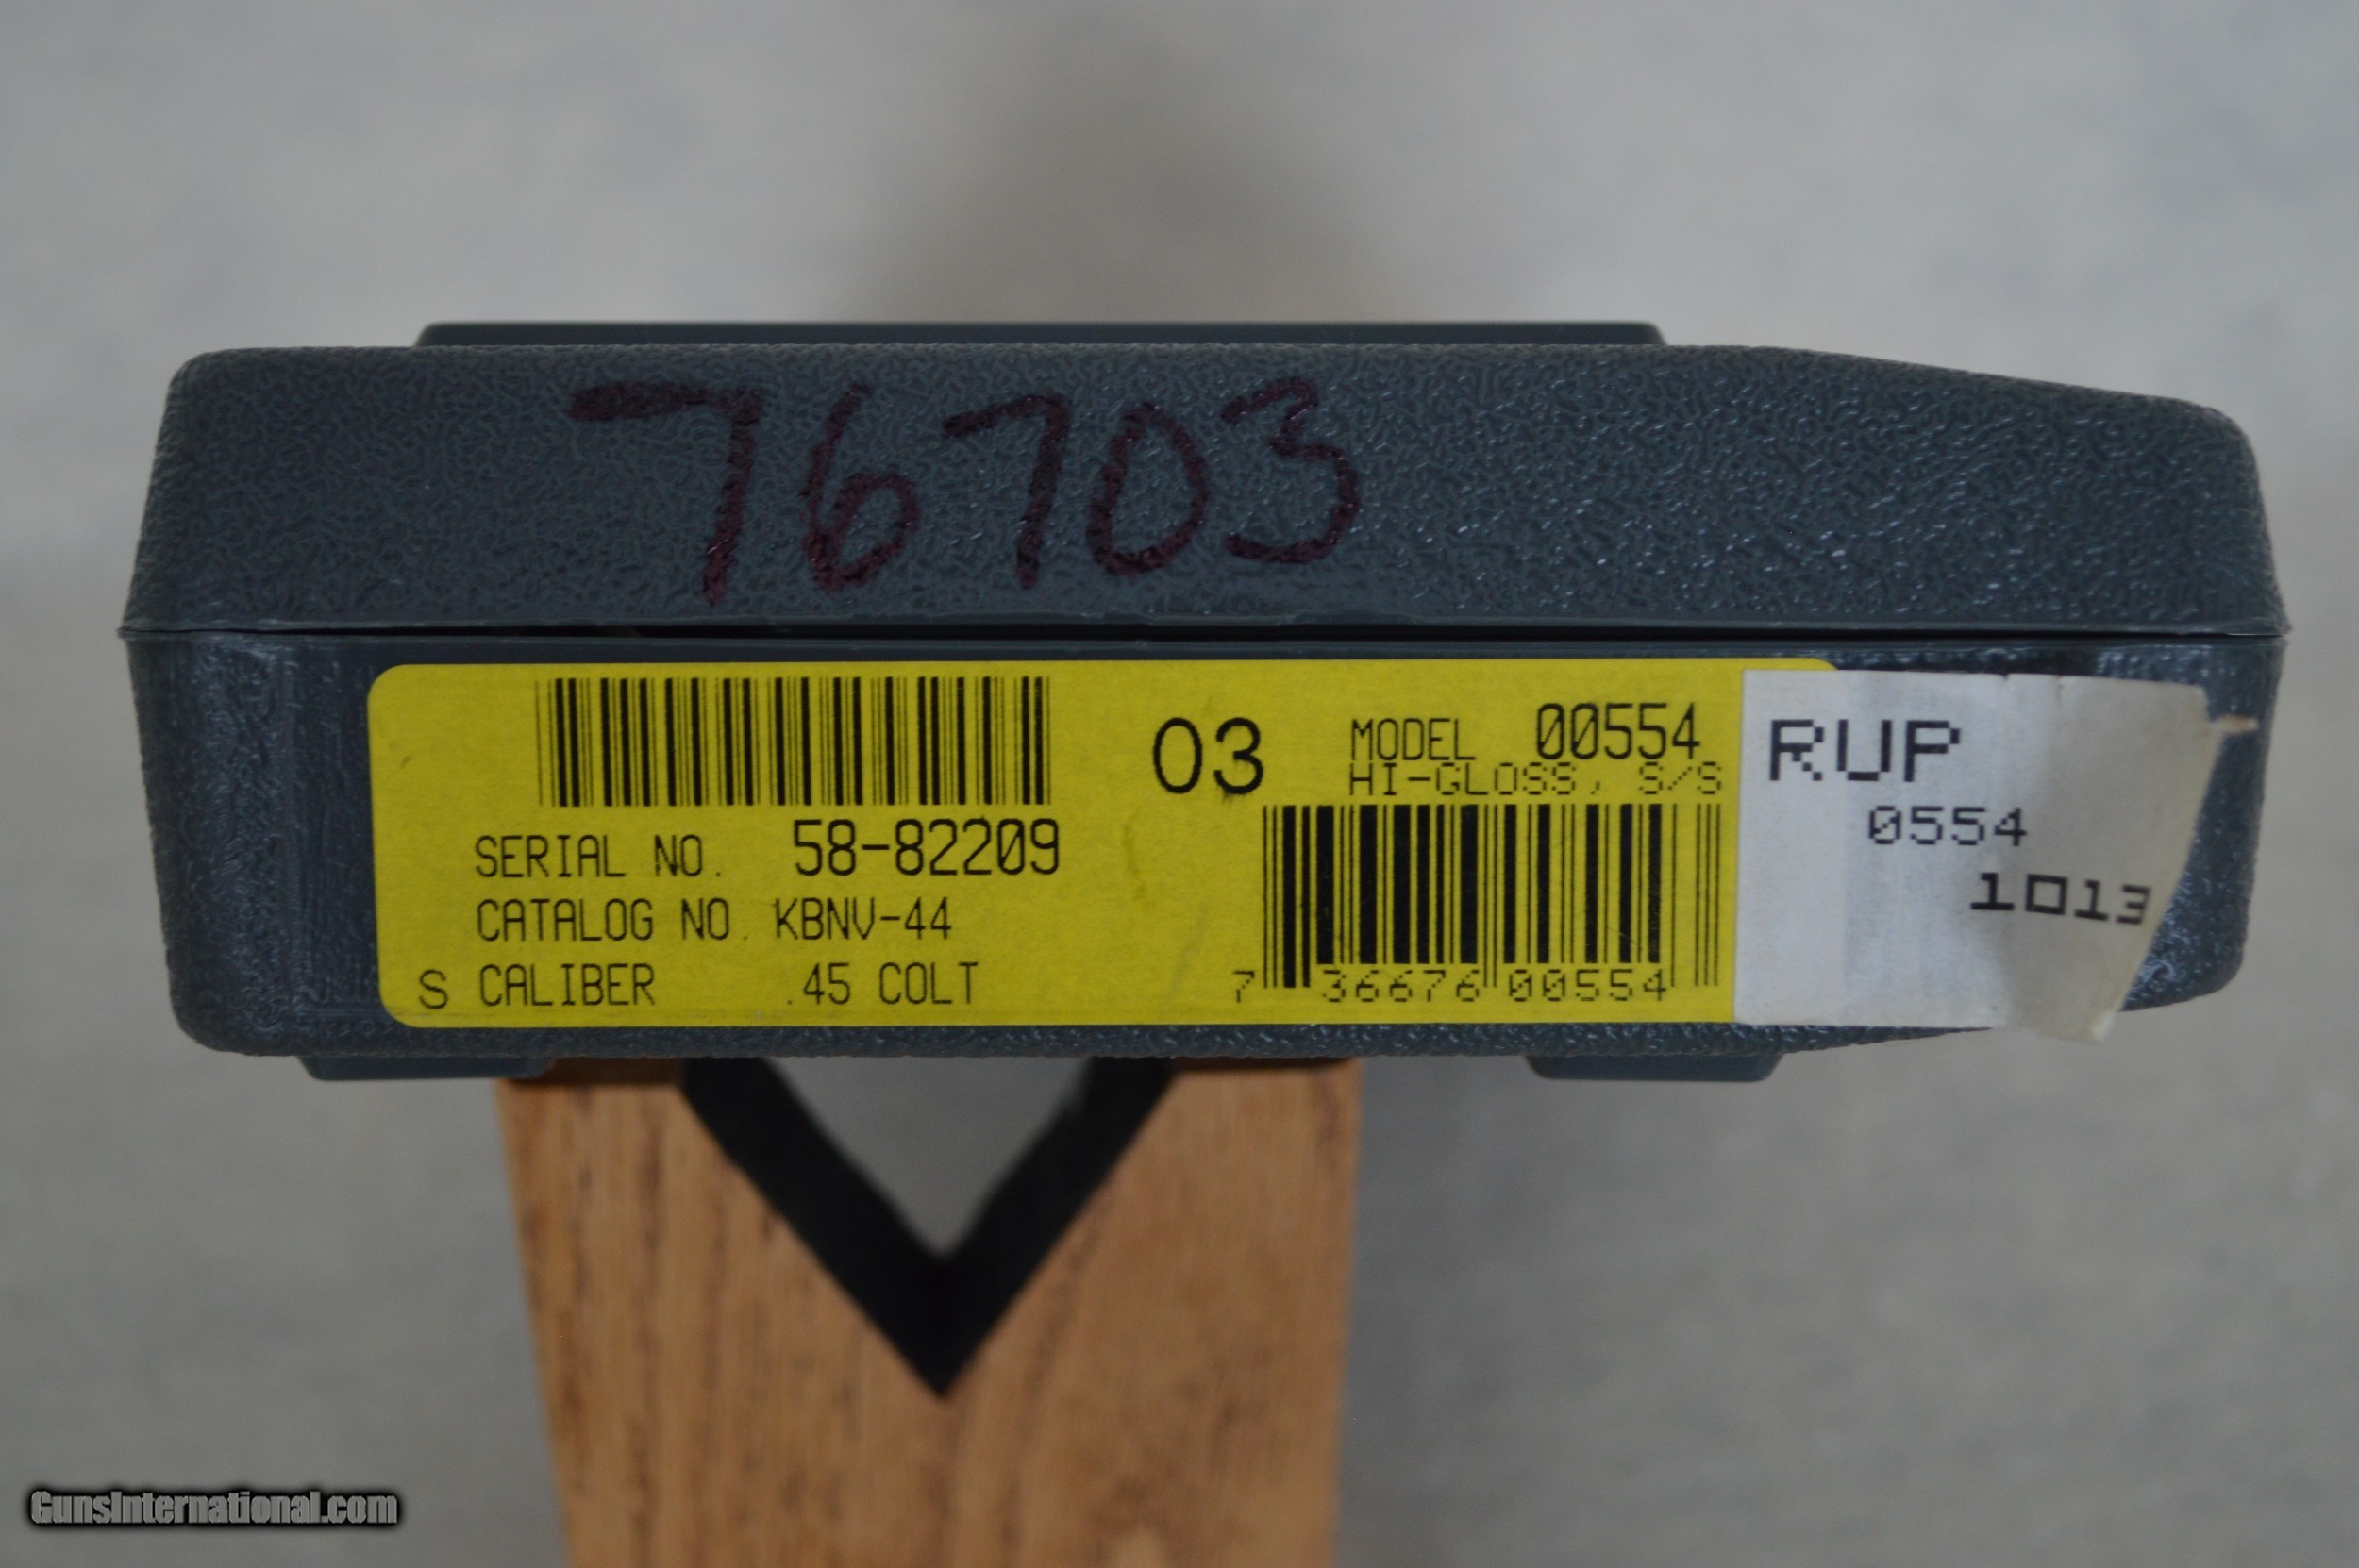 76703
03
MODEL 00554
HI-GLOSS, S/S
SERIAL NO. 58-82209
CATALOG NO. KBNV-44
S CALIBER .45 COLT
7 36676 00554
RUP
0554
1013
GunsInternational.com